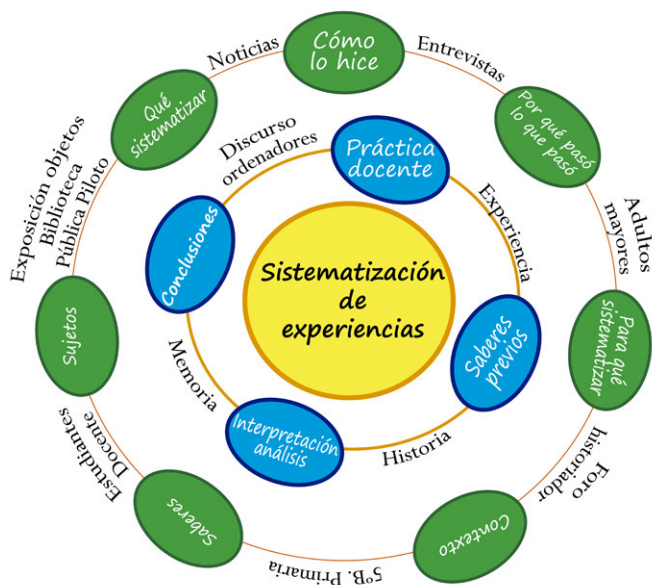 Cómo
lo hice
Entrevistas
Por qué pasó
lo que pasó
Adultos
mayores
Para qué
sistematizar
Foro
historiador
Contexto
5ºB. Primaria
Saberes
Estudiantes
Docente
Sujetos
Exposición objetos
Biblioteca
Pública Piloto
Qué
sistematizar
Noticias
Práctica
docente
Experiencia
Saberes
previos
Historia
Interpretación
análisis
Memoria
Conclusiones
Discurso
ordenadores
Sistematización
de
experiencias